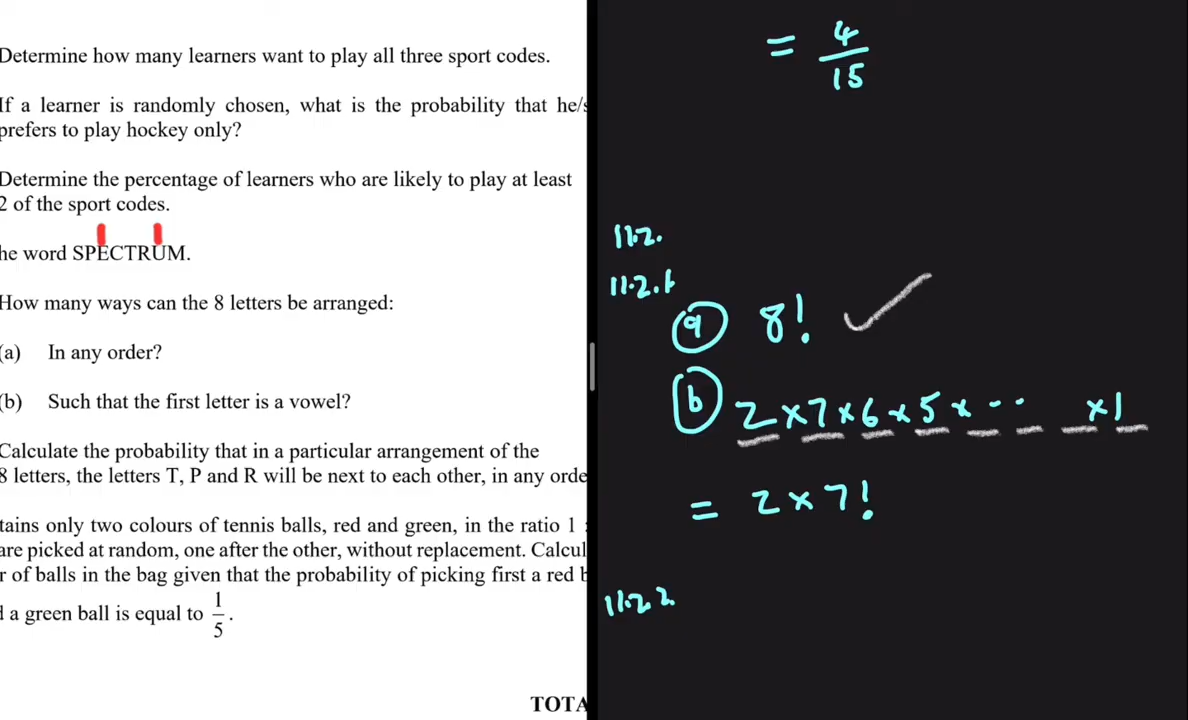 Determine how many learners want to play all three sport codes.
If a learner is randomly chosen, what is the probability that he/s
prefers to play hockey only?
Determine the percentage of learners who are likely to play at least
2 of the sport codes.
he word SPECTRUM.
How many ways can the 8 letters be arranged:
(a) In any order?
(b) Such that the first letter is a vowel?
Calculate the probability that in a particular arrangement of the
8 letters, the letters T, P and R will be next to each other, in any orde
tains only two colours of tennis balls, red and green, in the ratio 1 :
are picked at random, one after the other, without replacement. Calcul
r of balls in the bag given that the probability of picking first a red b
d a green ball is equal to 1/5.
TOTA
= 4/15
11.2.
11.2.1
(a) 8! ✓
(b) 2 × 7 × 6 × 5 × ... × 1
= 2 × 7!
11.2.2